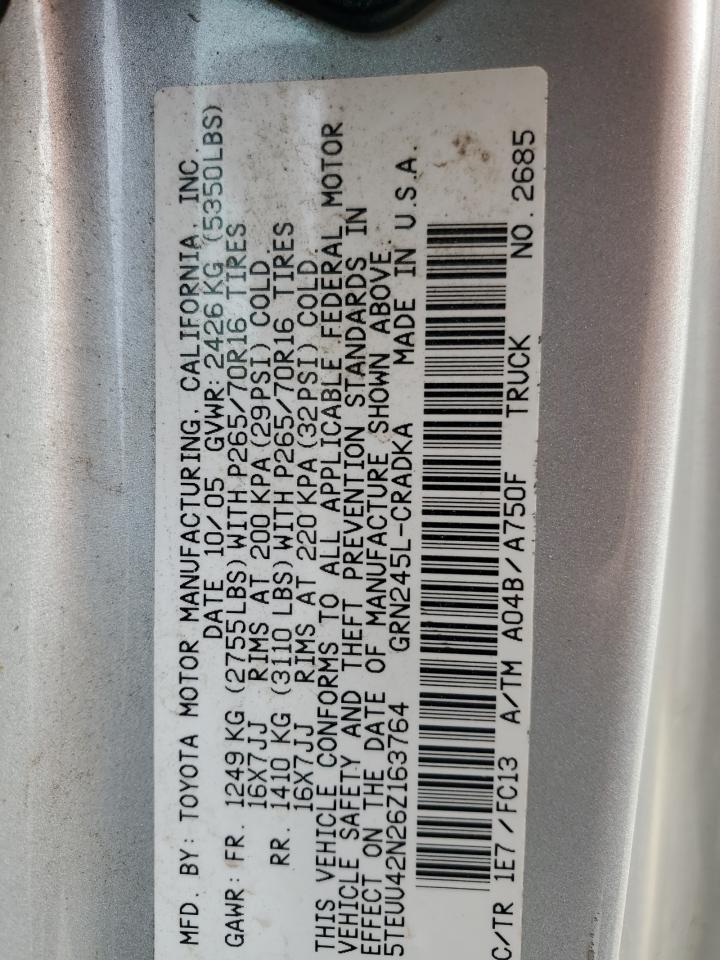 MFD. BY: TOYOTA MOTOR MANUFACTURING, CALIFORNIA, INC.
DATE 10/05 GVWR: 2426KG (5350LBS)
GAWR: FR. 1249KG (2755LBS) WITH P265/70R16 TIRES
16X7JJ RIMS AT 200 KPA (29PSI) COLD.
RR. 1410 KG (3110 LBS) WITH P265/70R16 TIRES
16X7JJ RIMS AT 220 KPA (32PSI) COLD.
THIS VEHICLE CONFORMS TO ALL APPLICABLE FEDERAL MOTOR
VEHICLE SAFETY AND THEFT PREVENTION STANDARDS IN
EFFECT ON THE DATE OF MANUFACTURE SHOWN ABOVE.
5TEUU42N26Z163764 GRN245L-CRADKA MADE IN U.S.A.
C/TR 1E7 / FC13 A/TM A04B/A750F TRUCK NO. 2685